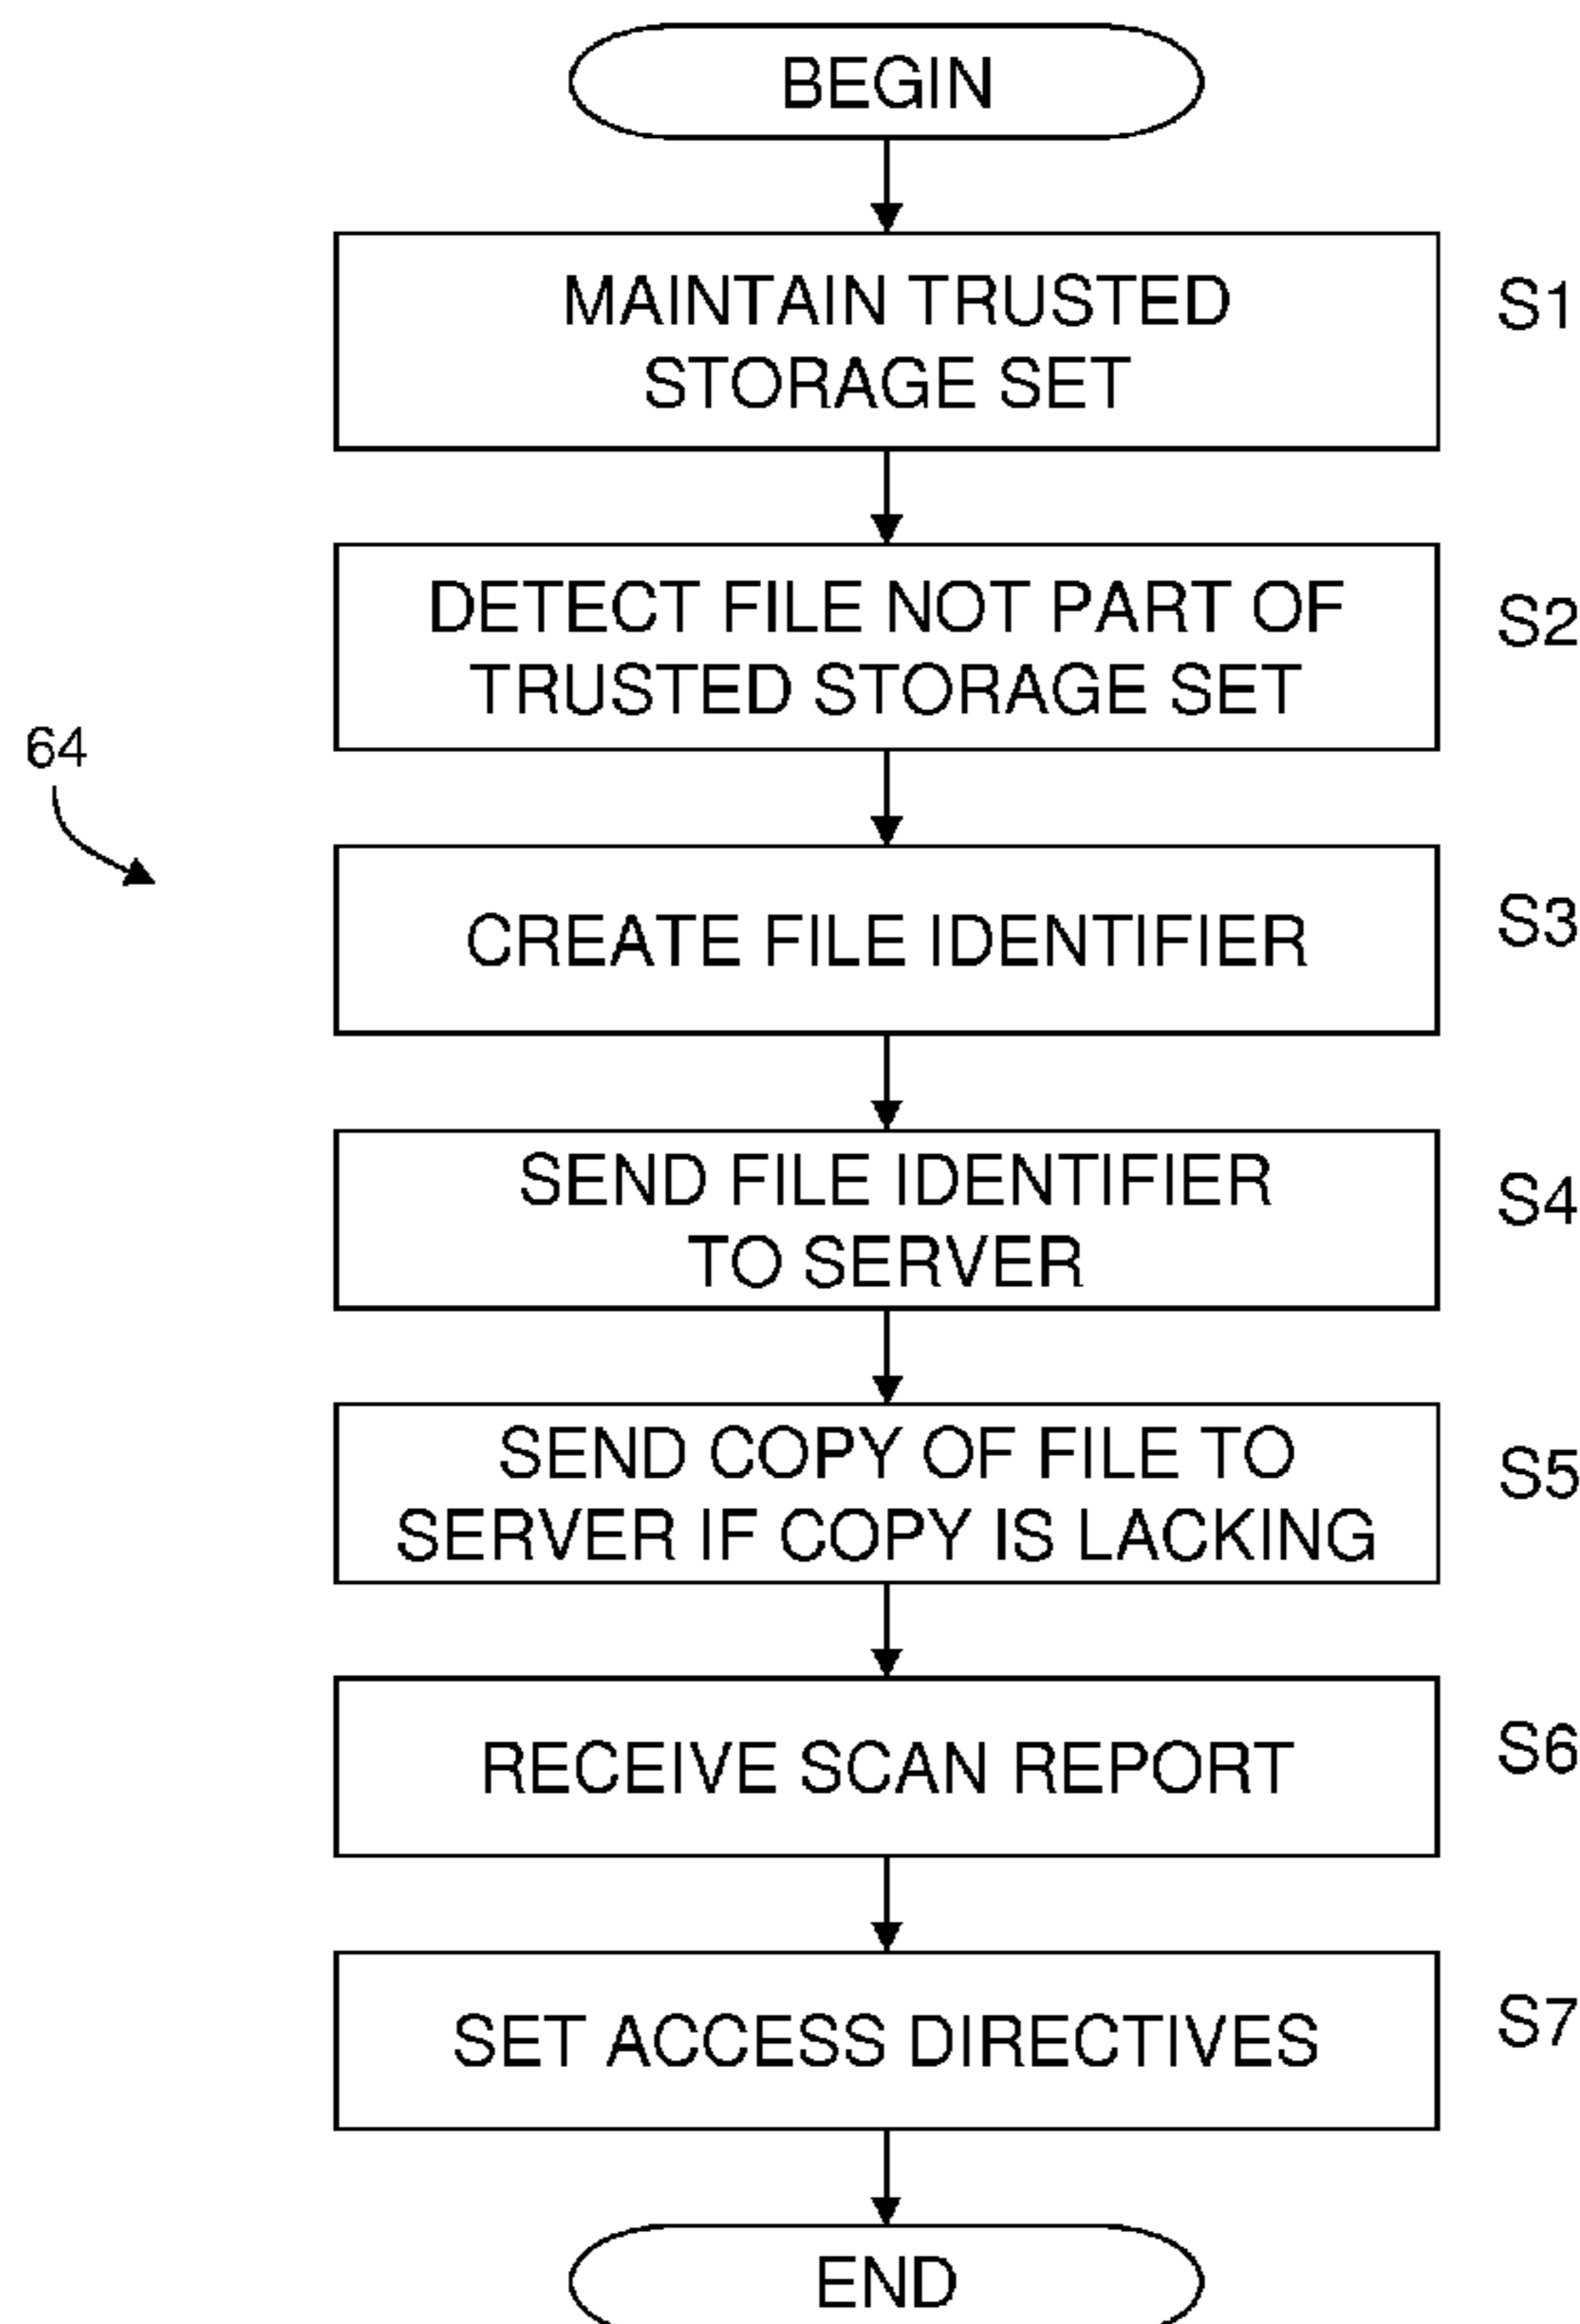 BEGIN
MAINTAIN TRUSTED
STORAGE SET
S1
DETECT FILE NOT PART OF
TRUSTED STORAGE SET
S2
64
CREATE FILE IDENTIFIER
S3
SEND FILE IDENTIFIER
TO SERVER
S4
SEND COPY OF FILE TO
SERVER IF COPY IS LACKING
S5
RECEIVE SCAN REPORT
S6
SET ACCESS DIRECTIVES
S7
END